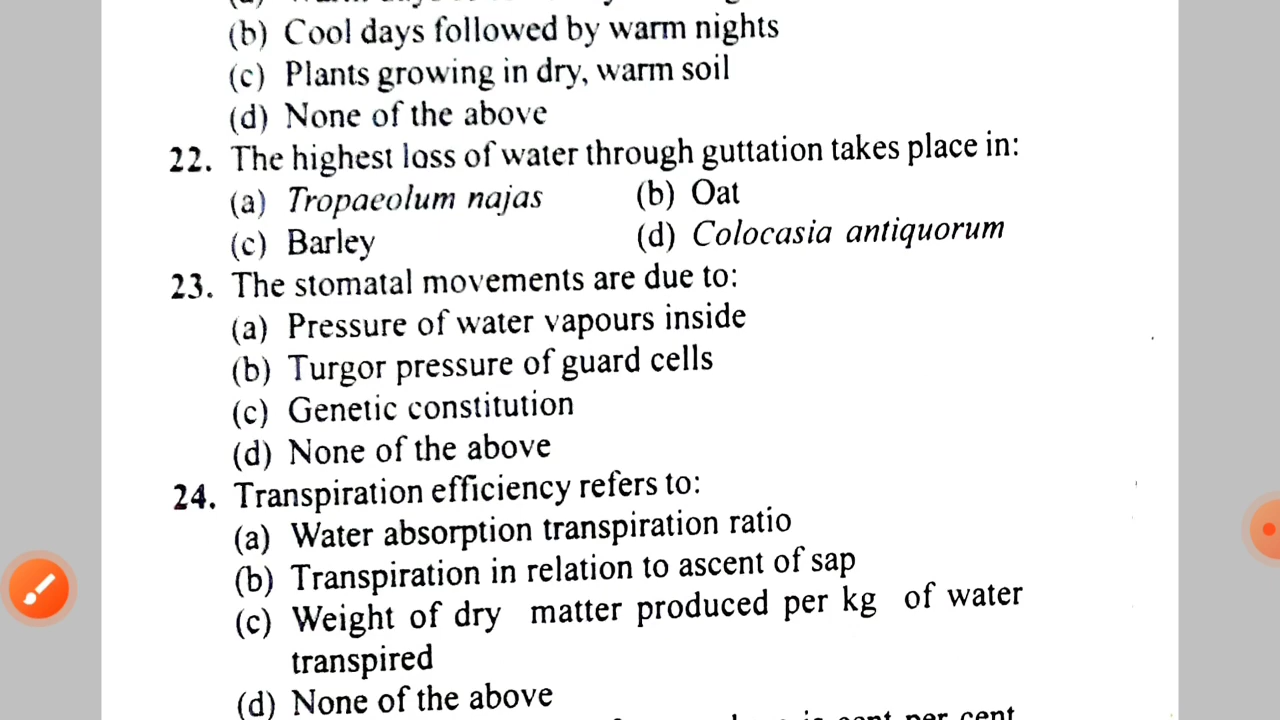 (b) Cool days followed by warm nights
(c) Plants growing in dry, warm soil
(d) None of the above
22. The highest loss of water through guttation takes place in:
(a) Tropaeolum najas (b) Oat
(c) Barley (d) Colocasia antiquorum
23. The stomatal movements are due to:
(a) Pressure of water vapours inside
(b) Turgor pressure of guard cells
(c) Genetic constitution
(d) None of the above
24. Transpiration efficiency refers to:
(a) Water absorption transpiration ratio
(b) Transpiration in relation to ascent of sap
(c) Weight of dry matter produced per kg of water
transpired
(d) None of the above
is cent per cent